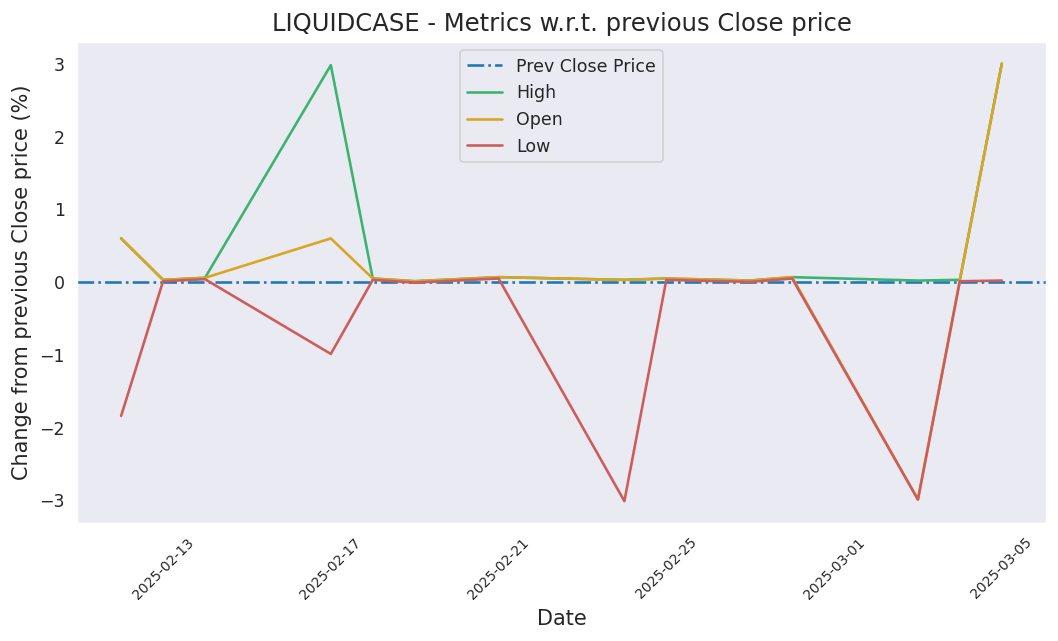 LIQUIDCASE - Metrics w.r.t. previous Close price
Change from previous Close price (%)
3
2
1
0
−1
−2
−3
Prev Close Price
High
Open
Low
2025-02-13
2025-02-17
2025-02-21
2025-02-25
2025-03-01
2025-03-05
Date